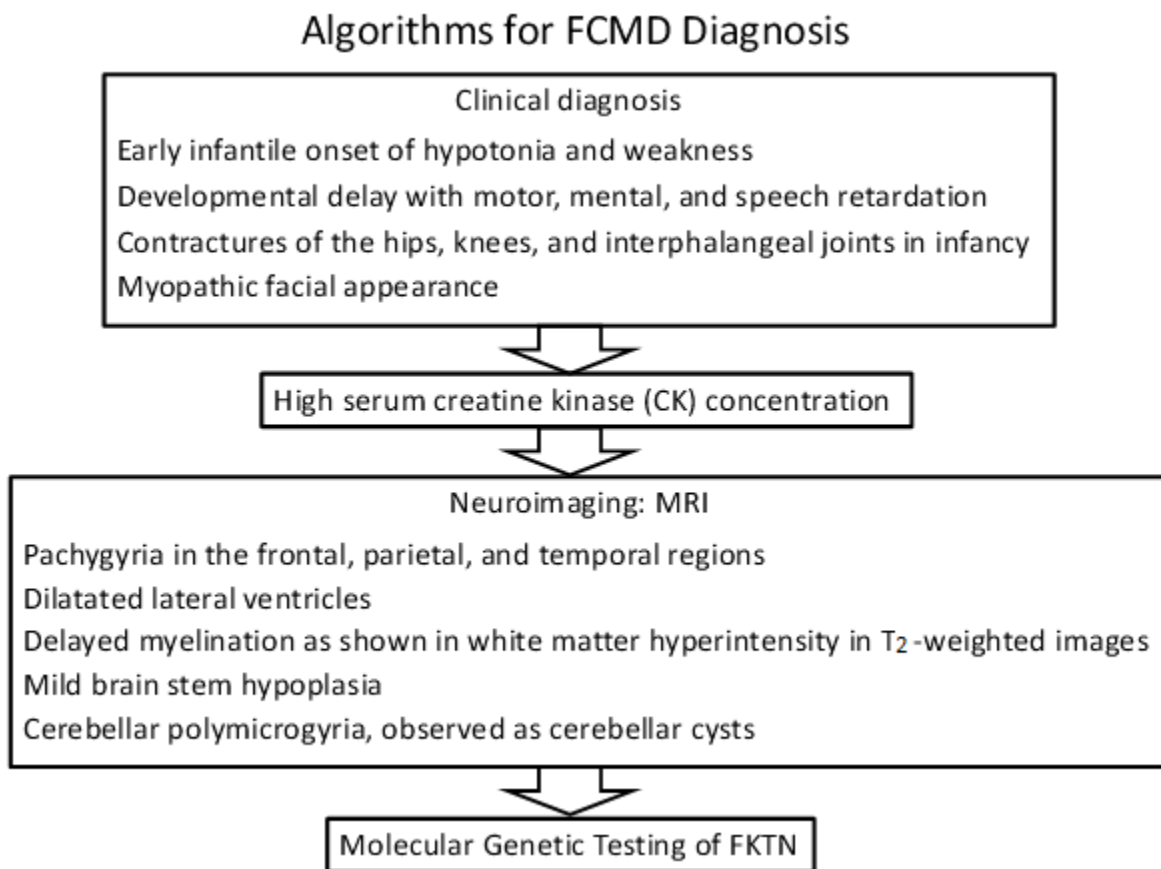 Algorithms for FCMD Diagnosis
Clinical diagnosis
Early infantile onset of hypotonia and weakness
Developmental delay with motor, mental, and speech retardation
Contractures of the hips, knees, and interphalangeal joints in infancy
Myopathic facial appearance
High serum creatine kinase (CK) concentration
Neuroimaging: MRI
Pachygyria in the frontal, parietal, and temporal regions
Dilatated lateral ventricles
Delayed myelination as shown in white matter hyperintensity in T2-weighted images
Mild brain stem hypoplasia
Cerebellar polymicrogyria, observed as cerebellar cysts
Molecular Genetic Testing of FKTN